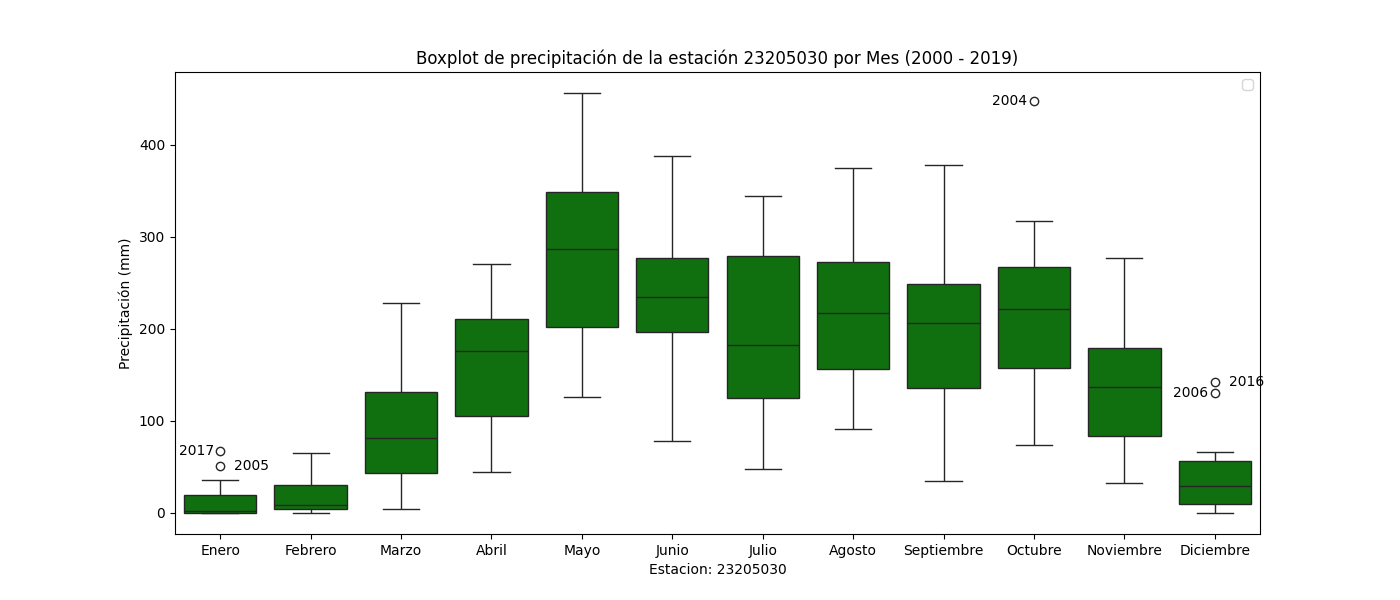 Boxplot de precipitación de la estación 23205030 por Mes (2000 - 2019)
Precipitación (mm)
400
300
200
100
0
2017
2005
2004
2016
2006
Enero Febrero Marzo Abril Mayo Junio Julio Agosto Septiembre Octubre Noviembre Diciembre
Estacion: 23205030